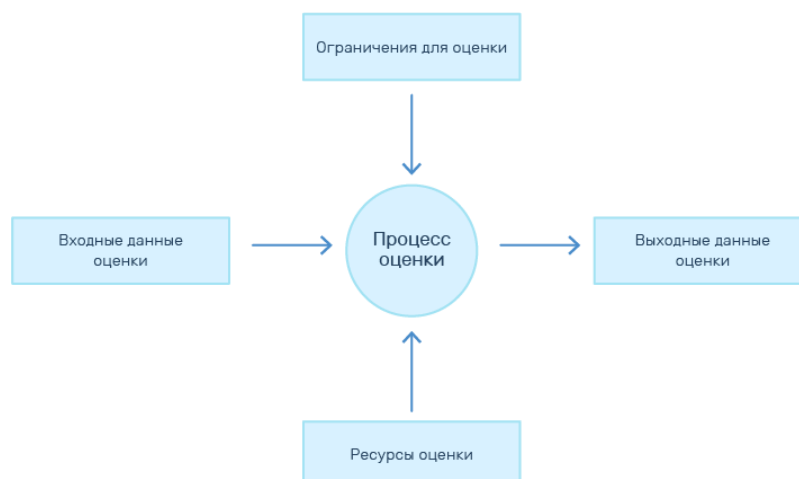 Ограничения для оценки
Входные данные
оценки
Процесс
оценки
Выходные данные
оценки
Ресурсы оценки